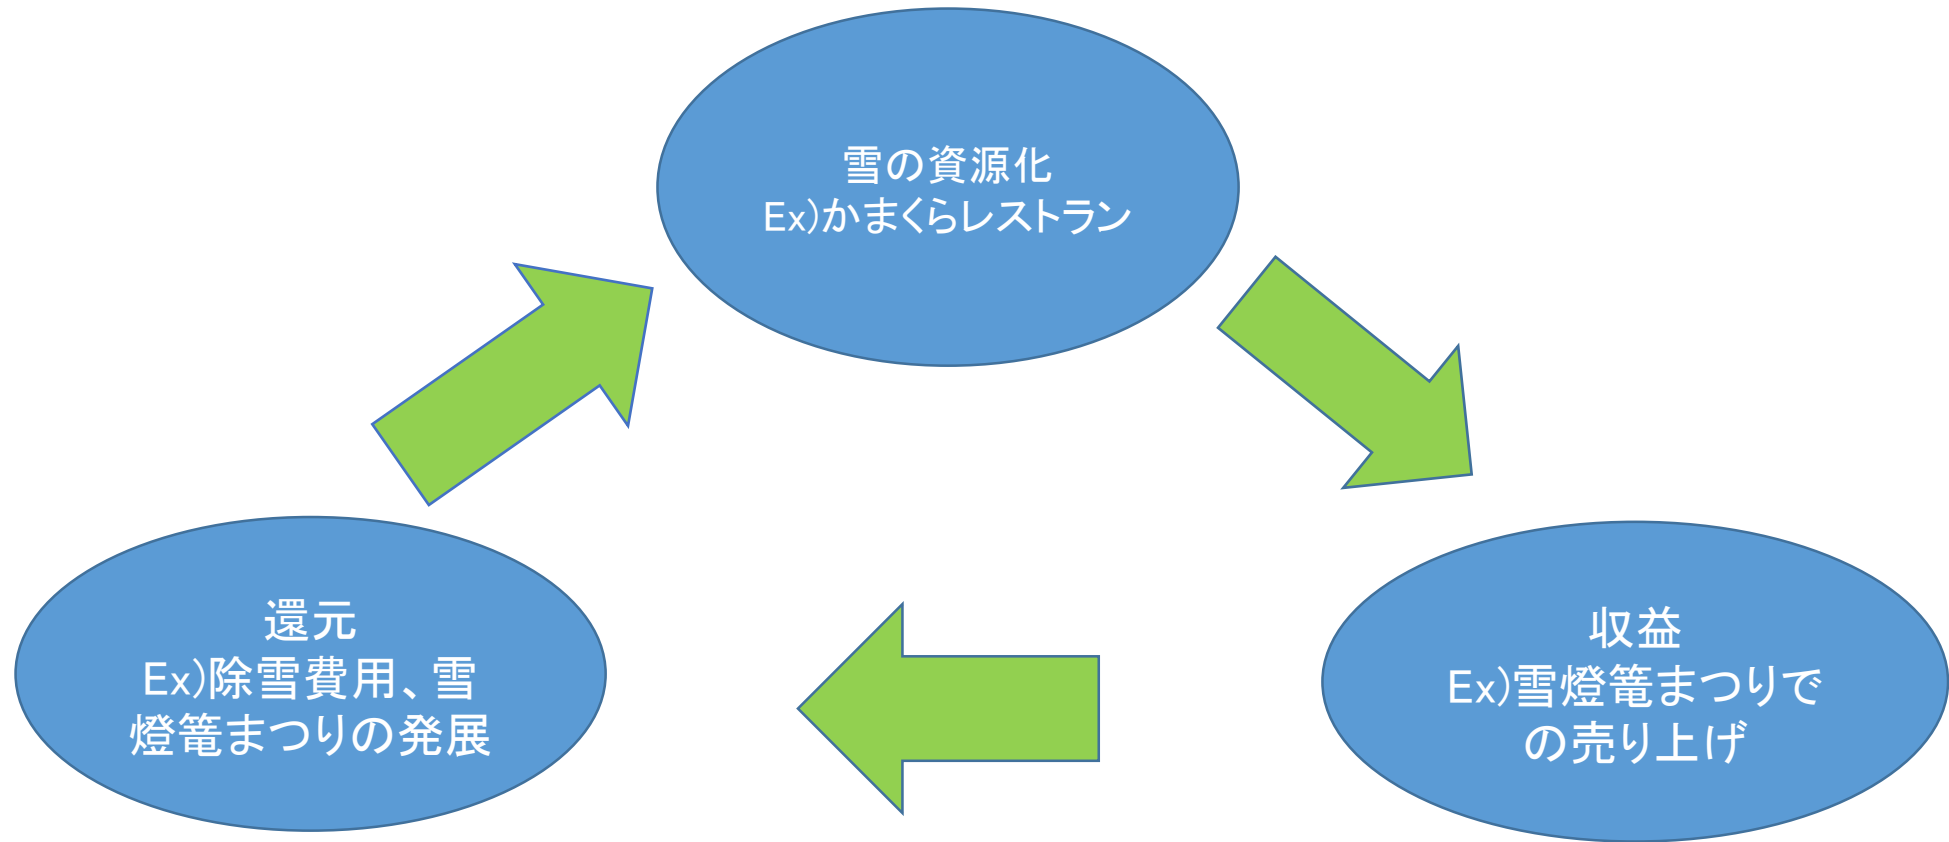 雪の資源化
Ex)かまくらレストラン
還元
Ex)除雪費用、雪
燈篭まつりの発展
収益
Ex)雪燈篭まつりで
の売り上げ